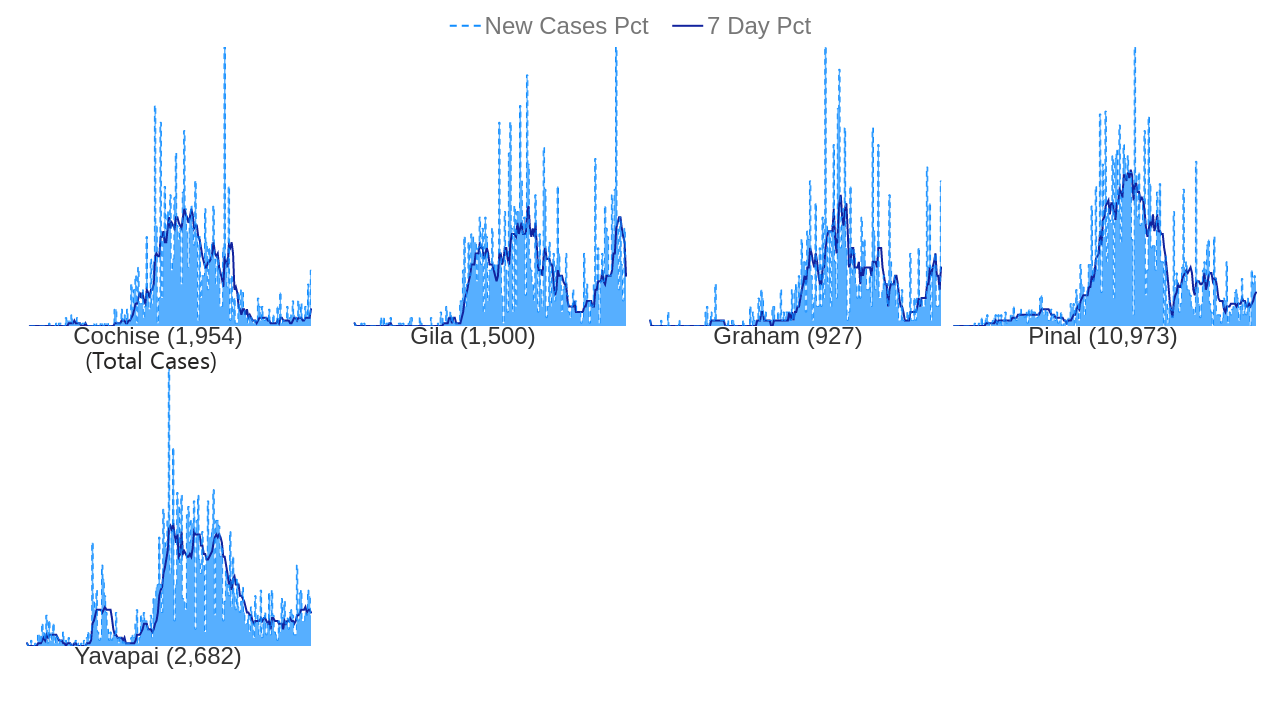 New Cases Pct 7 Day Pct
Cochise (1,954) Gila (1,500) Graham (927) Pinal (10,973)
(Total Cases)
Yavapai (2,682)